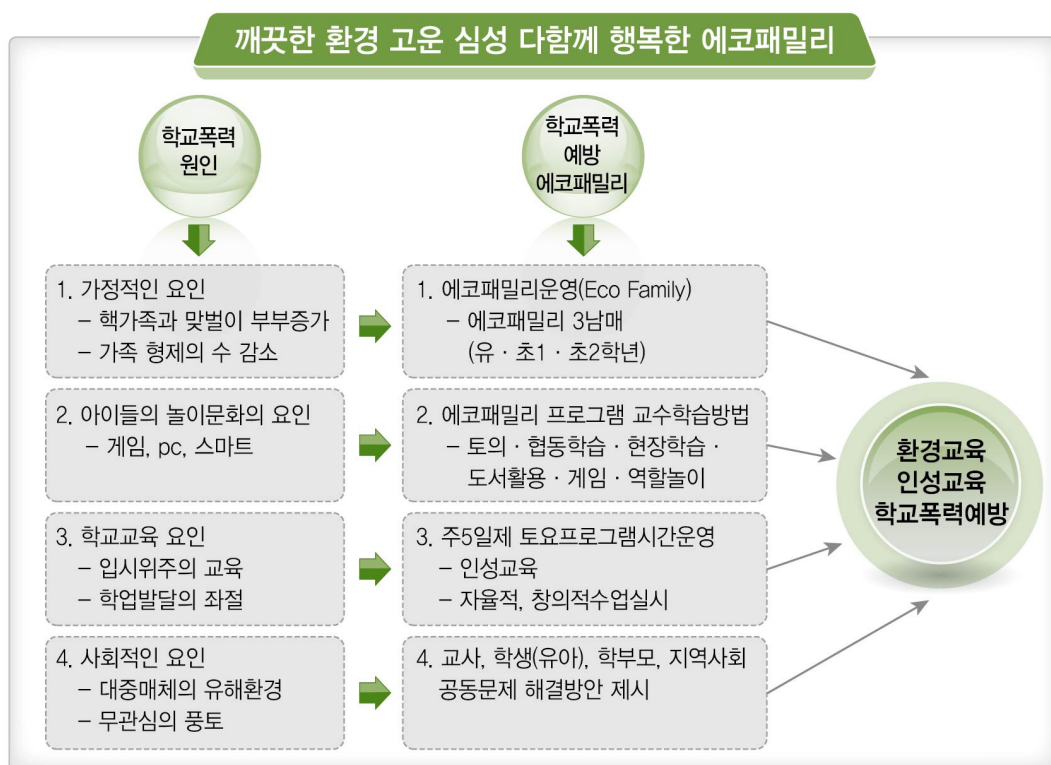 깨끗한 환경 고운 심성 다함께 행복한 에코패밀리
학교폭력
원인
학교폭력
예방
에코패밀리
1. 가정적인 요인
– 핵가족과 맞벌이 부부증가
– 가족 형제의 수 감소
1. 에코패밀리운영(Eco Family)
– 에코패밀리 3남매
(유 · 초1 · 초2학년)
2. 아이들의 놀이문화의 요인
– 게임, pc, 스마트
2. 에코패밀리 프로그램 교수학습방법
– 토의 · 협동학습 · 현장학습 ·
도서활용 · 게임 · 역할놀이
3. 학교교육 요인
– 입시위주의 교육
– 학업발달의 좌절
3. 주5일제 토요프로그램시간운영
– 인성교육
– 자율적, 창의적수업실시
4. 사회적인 요인
– 대중매체의 유해환경
– 무관심의 풍토
4. 교사, 학생(유아), 학부모, 지역사회
공동문제 해결방안 제시
환경교육
인성교육
학교폭력예방